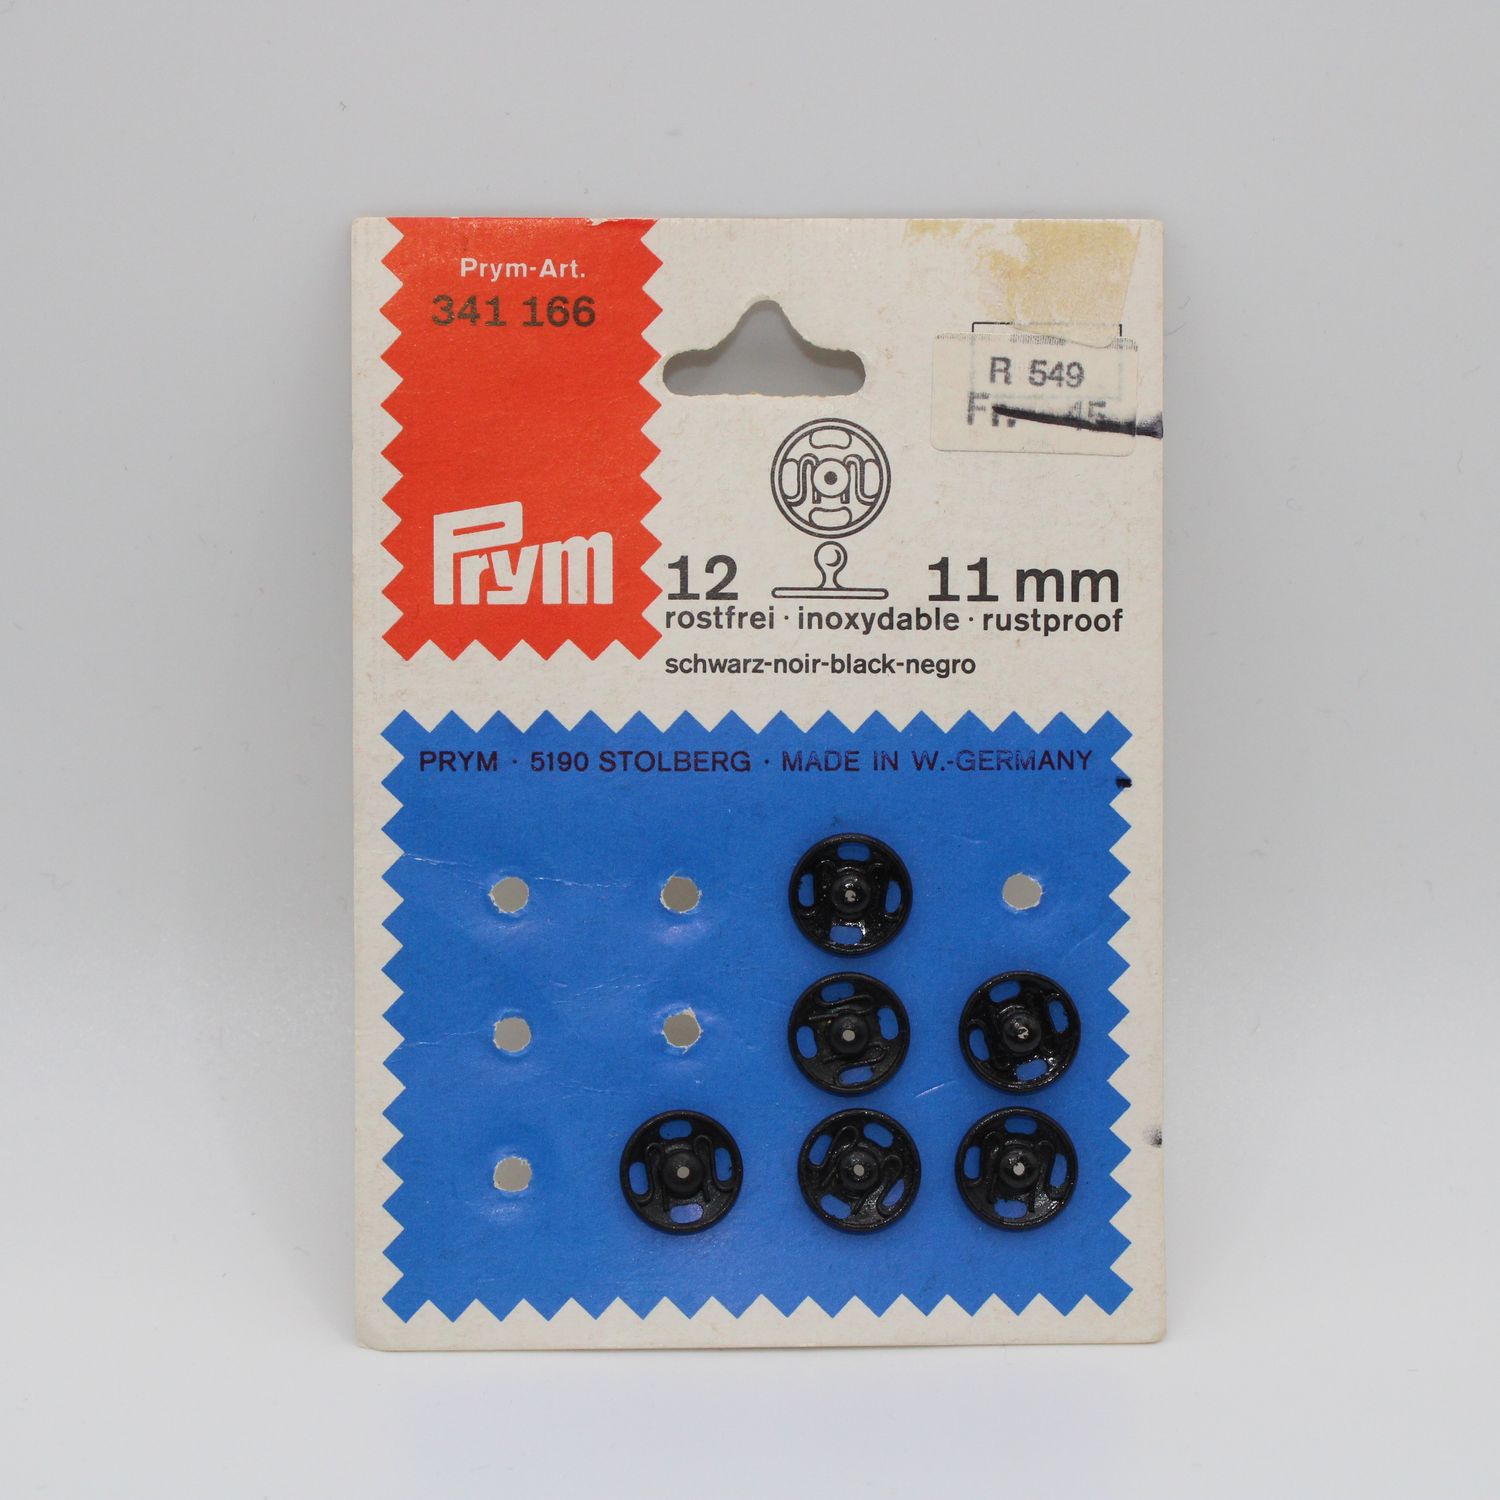 Prym-Art.
341 166
R 549
Prym
12
11 mm
rostfrei · inoxydable · rustproof
schwarz-noir-black-negro
PRYM · 5190 STOLBERG · MADE IN W.-GERMANY